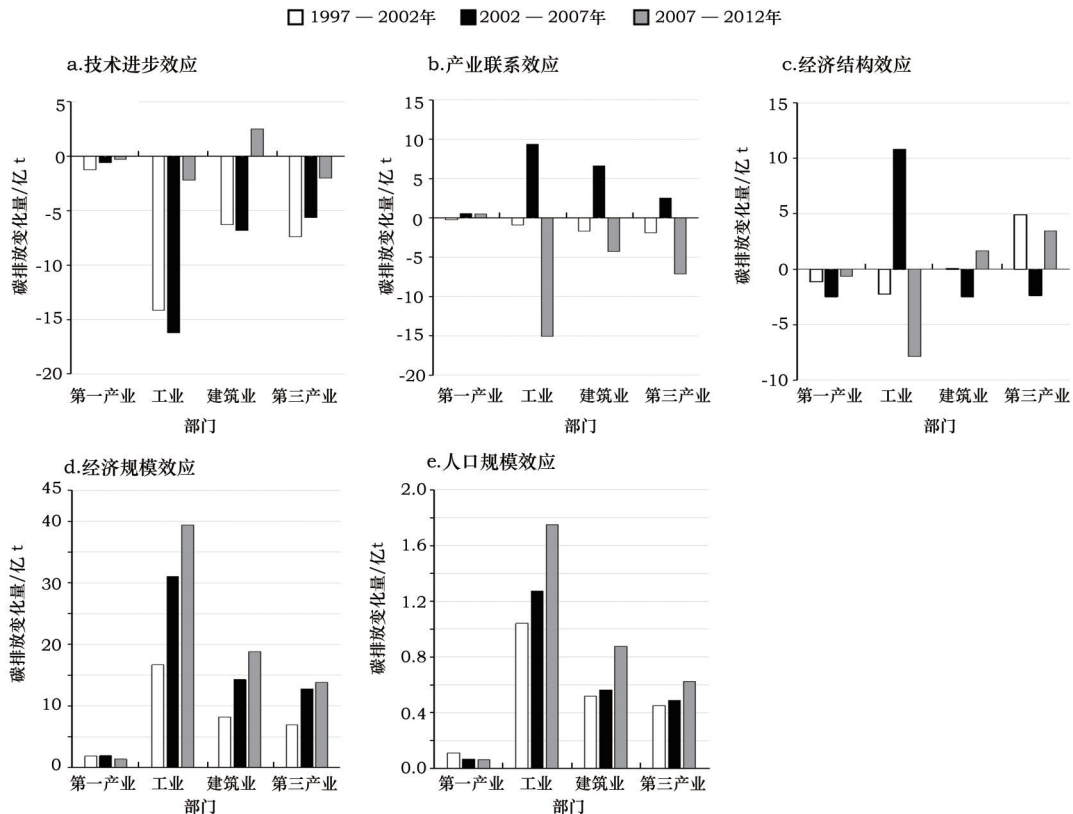 1997 — 2002年 2002 — 2007年 2007 — 2012年
a.技术进步效应
碳排放变化量/亿 t
5
0
-5
-10
-15
-20
第一产业 工业 建筑业 第三产业
部门
b.产业联系效应
碳排放变化量/亿 t
15
10
5
0
-5
-10
-15
-20
第一产业 工业 建筑业 第三产业
部门
c.经济结构效应
碳排放变化量/亿 t
15
10
5
0
-5
-10
第一产业 工业 建筑业 第三产业
部门
d.经济规模效应
碳排放变化量/亿 t
45
40
30
20
10
0
第一产业 工业 建筑业 第三产业
部门
e.人口规模效应
碳排放变化量/亿t
2.0
1.6
1.2
0.8
0.4
0.0
第一产业 工业 建筑业 第三产业
部门